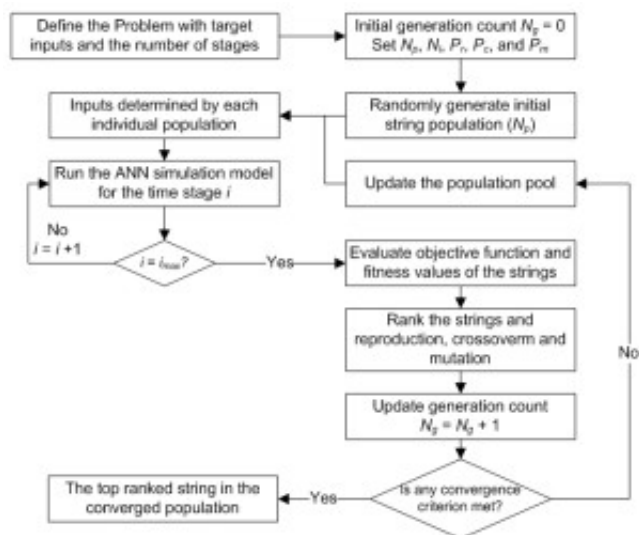 Define the Problem with target
inputs and the number of stages
Initial generation count Ng = 0
Set Np, Ni, Pr, Pc, and Pm
Inputs determined by each
individual population
Randomly generate initial
string population (Np)
Run the ANN simulation model
for the time stage i
Update the population pool
No
i = i +1
i = imax?
Yes
Evaluate objective function and
fitness values of the strings
Rank the strings and
reproduction, crossoverm and
mutation
No
Update generation count
Ng = Ng + 1
The top ranked string in the
converged population
Yes
Is any convergence
criterion met?